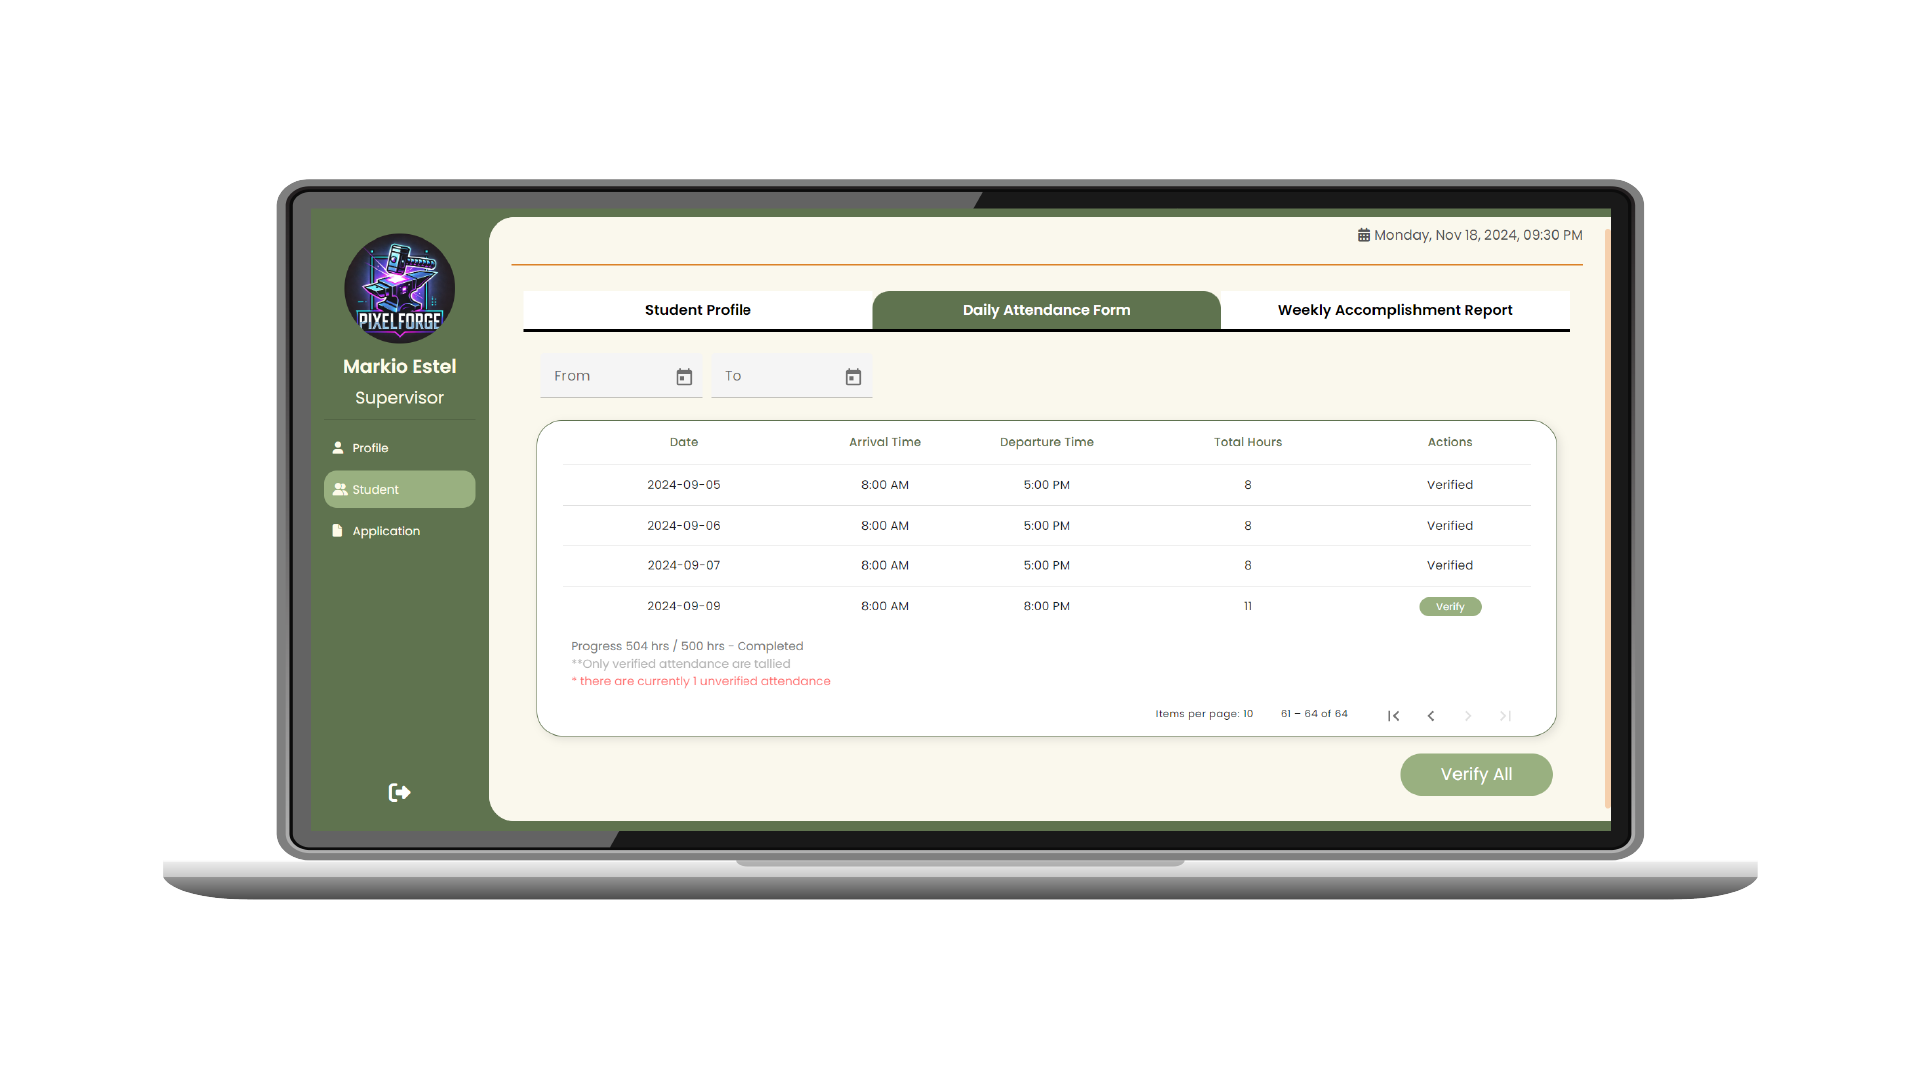 PIXELFORGE
Markio Estel
Supervisor
Profile
Student
Application
Monday, Nov 18, 2024, 09:30 PM
Student Profile Daily Attendance Form Weekly Accomplishment Report
From To
Date Arrival Time Departure Time Total Hours Actions
2024-09-05 8:00 AM 5:00 PM 8 Verified
2024-09-06 8:00 AM 5:00 PM 8 Verified
2024-09-07 8:00 AM 5:00 PM 8 Verified
2024-09-09 8:00 AM 8:00 PM 11 Verify
Progress 504 hrs / 500 hrs - Completed
**Only verified attendance are tallied
* there are currently 1 unverified attendance
Items per page: 10 61 – 64 of 64
Verify All